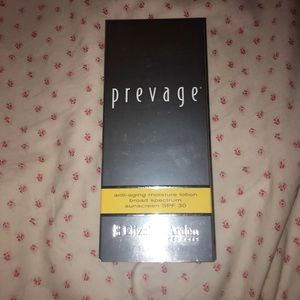 prevage
anti-aging moisture lotion
broad spectrum
sunscreen SPF 30
Elizabeth Arden